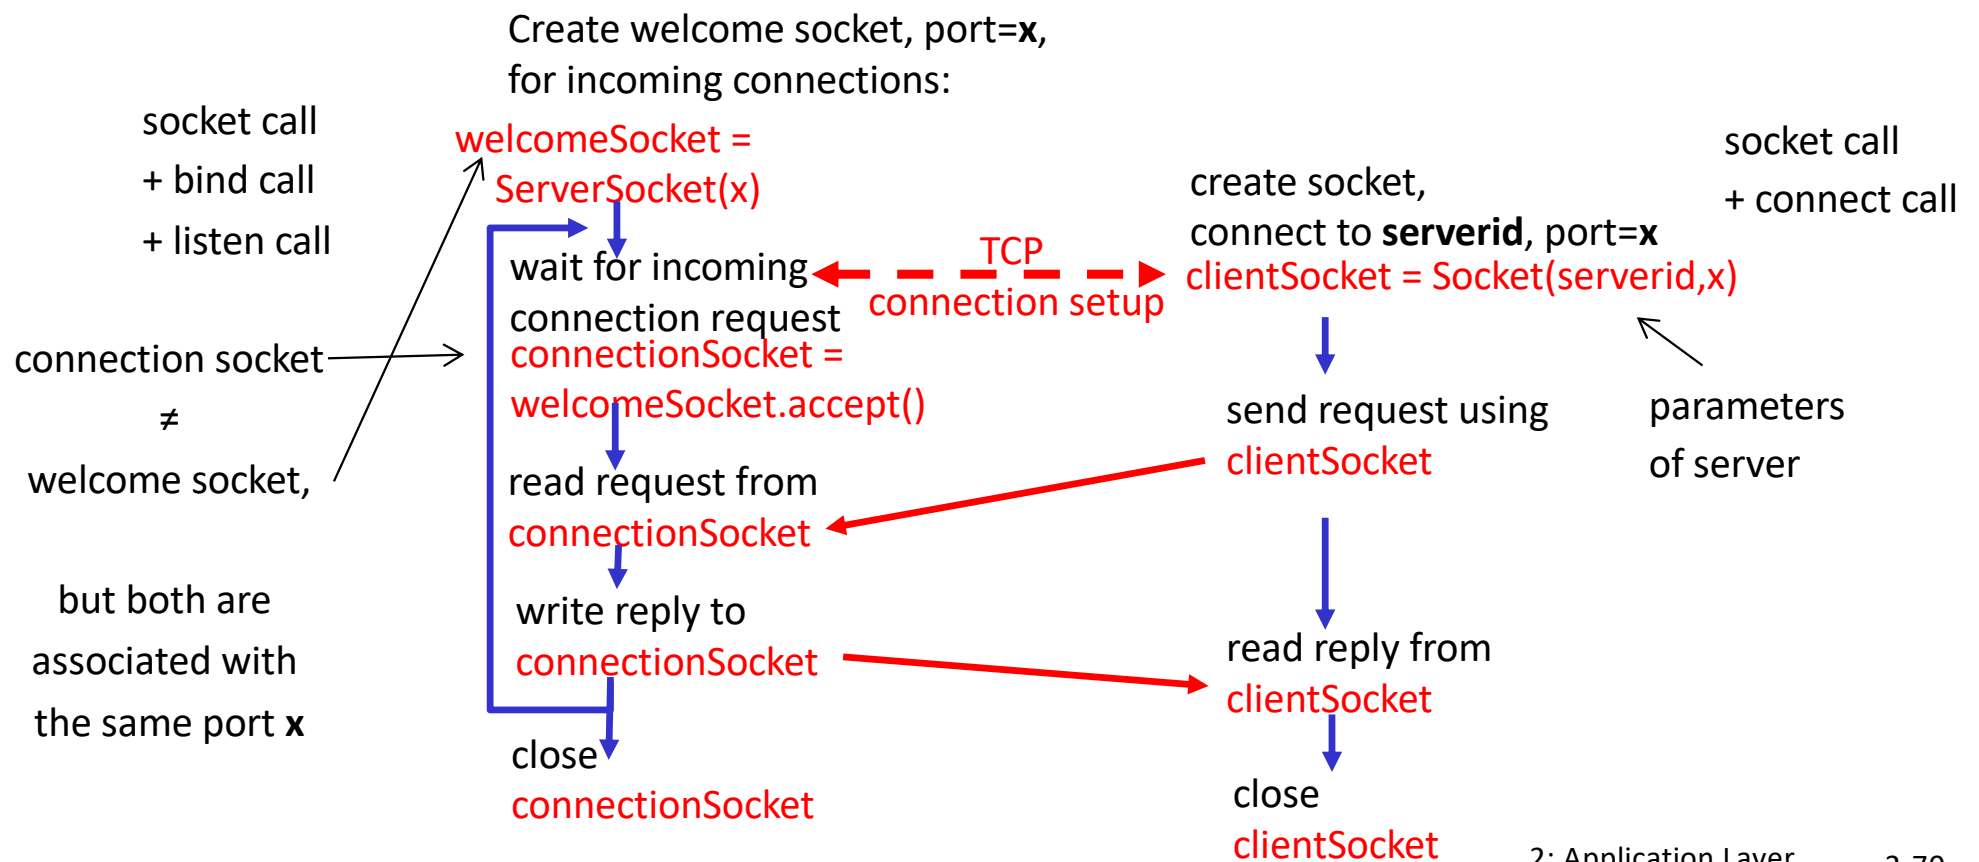 Create welcome socket, port=x,
for incoming connections:
socket call
+ bind call
+ listen call
connection socket
≠
welcome socket,
but both are
associated with
the same port x
welcomeSocket =
ServerSocket(x)
wait for incoming
connection request
connectionSocket =
welcomeSocket.accept()
read request from
connectionSocket
write reply to
connectionSocket
close
connectionSocket
TCP
connection setup
create socket,
connect to serverid, port=x
clientSocket = Socket(serverid,x)
send request using
clientSocket
read reply from
clientSocket
close
clientSocket
socket call
+ connect call
parameters
of server
2: Application Layer